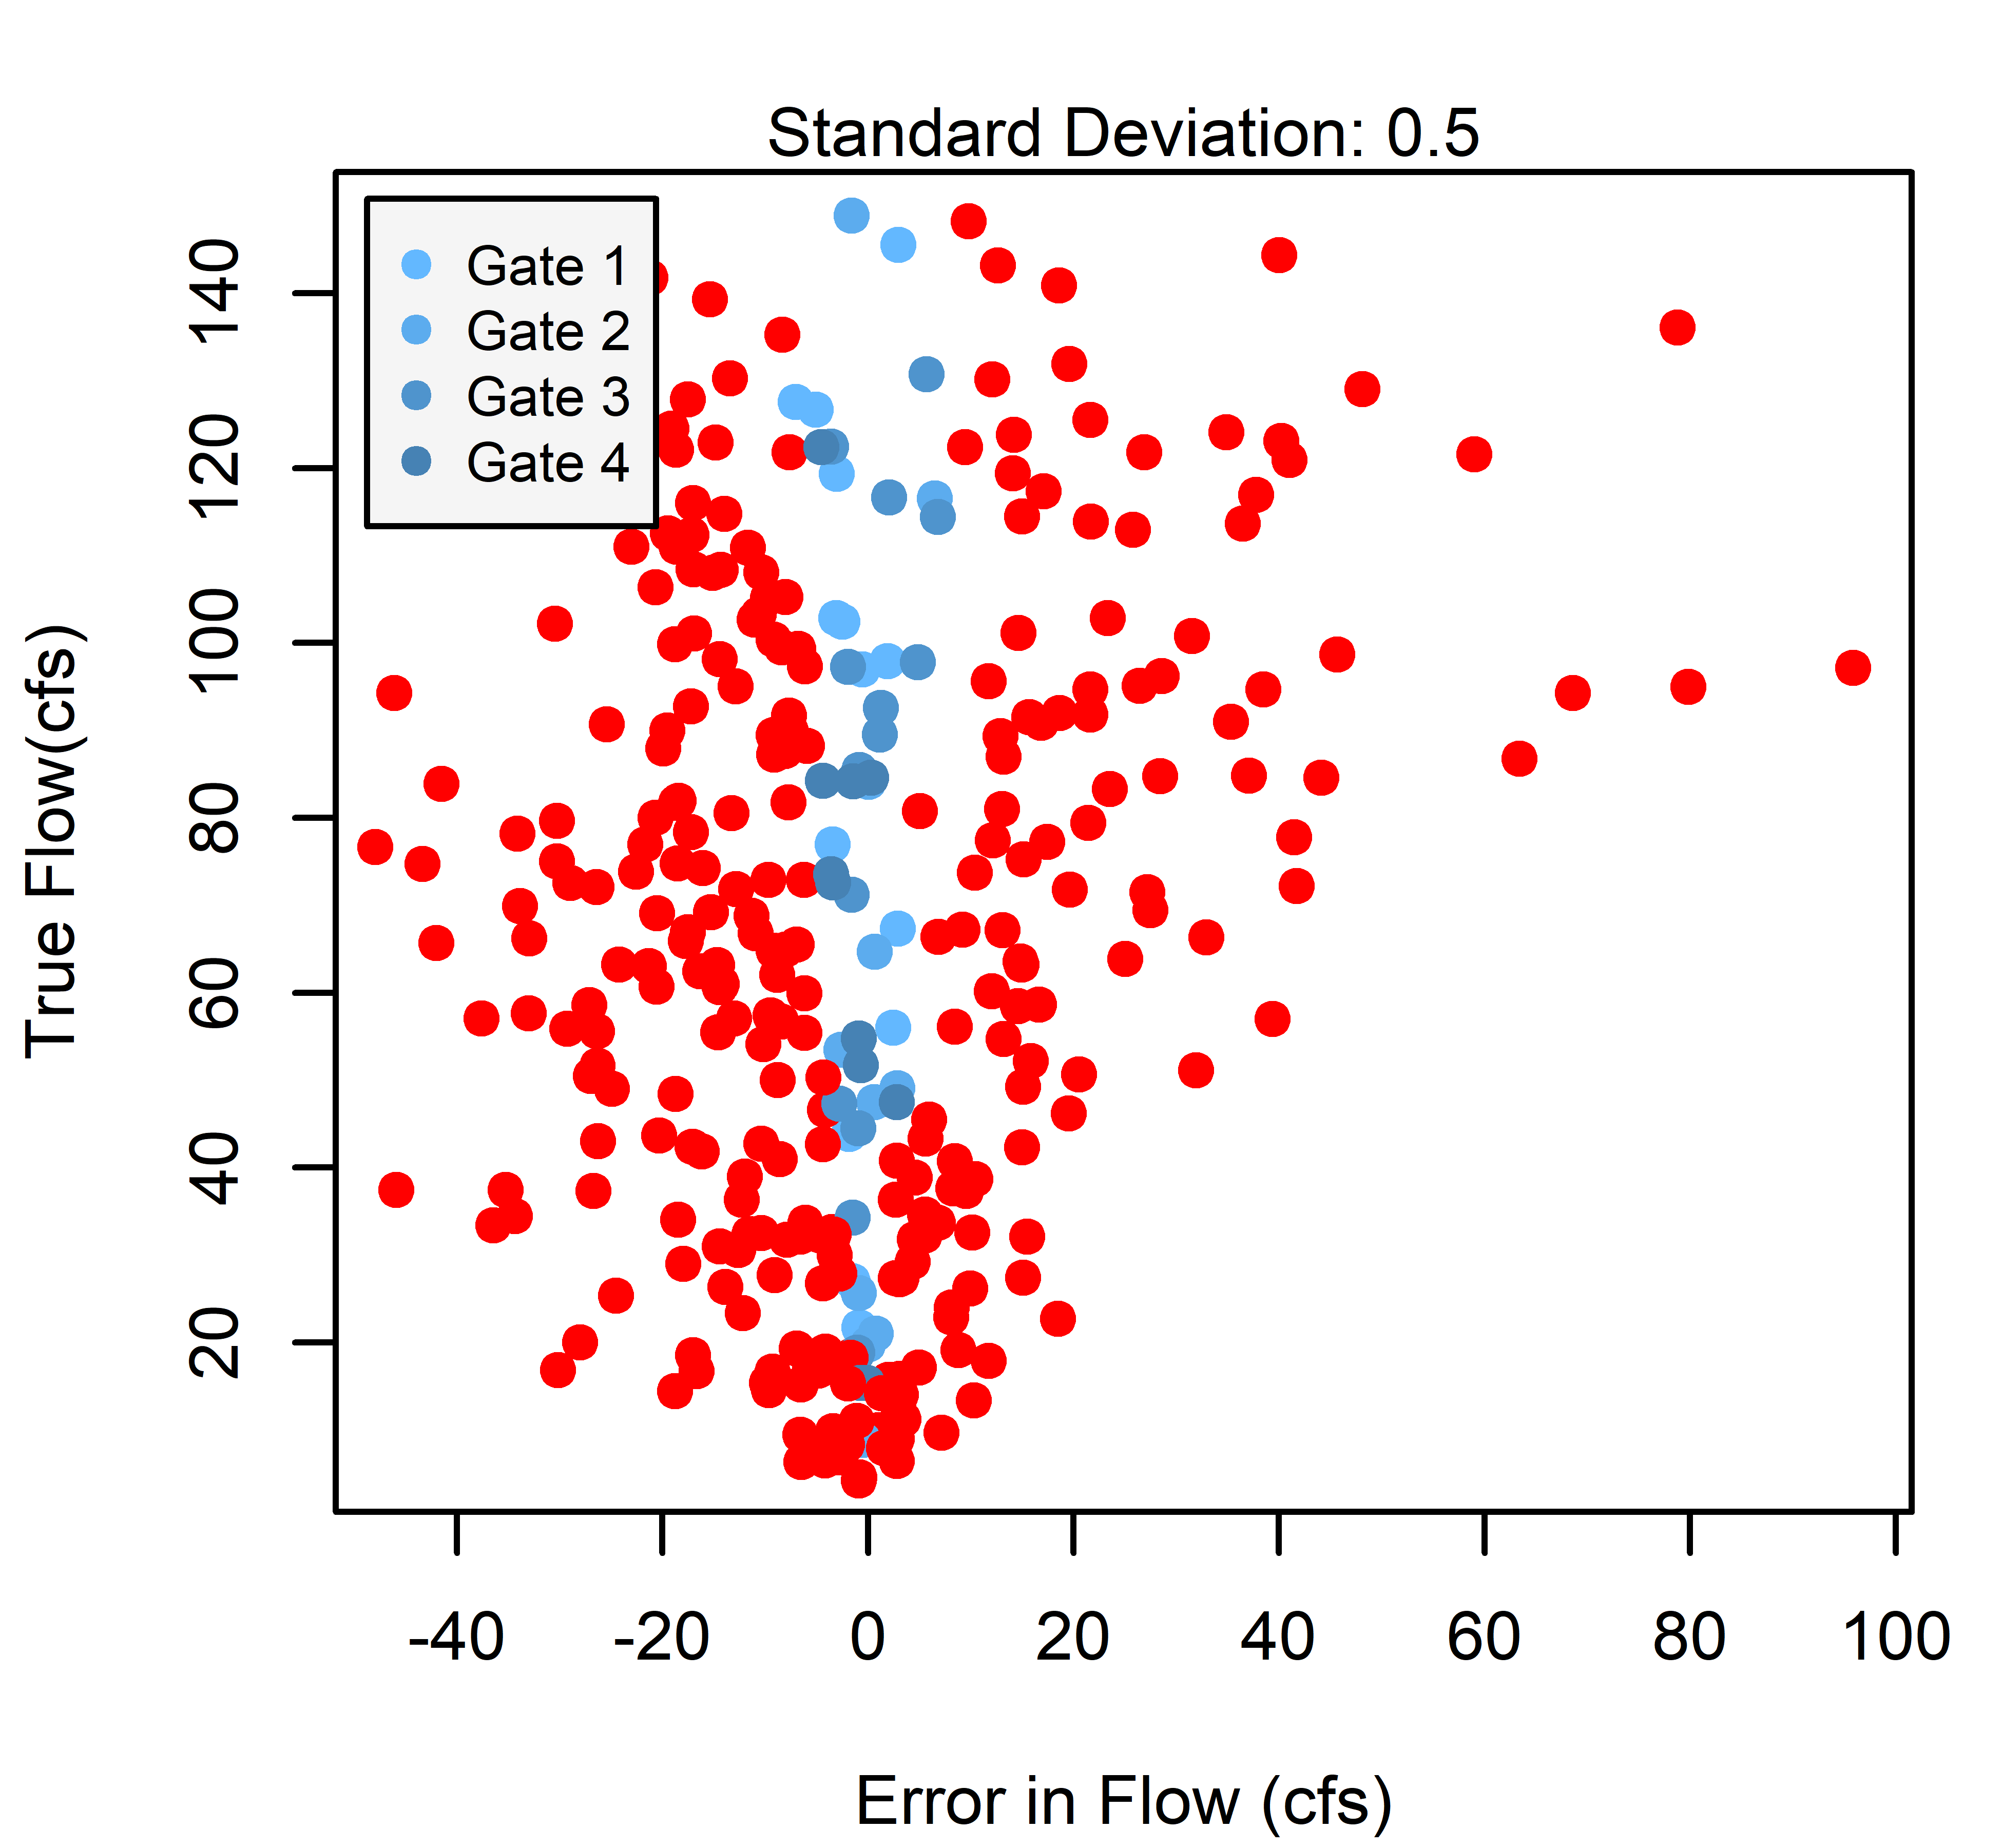 Standard Deviation: 0.5
Gate 1
Gate 2
Gate 3
Gate 4
True Flow(cfs)
140
120
100
80
60
40
20
-40 -20 0 20 40 60 80 100
Error in Flow (cfs)